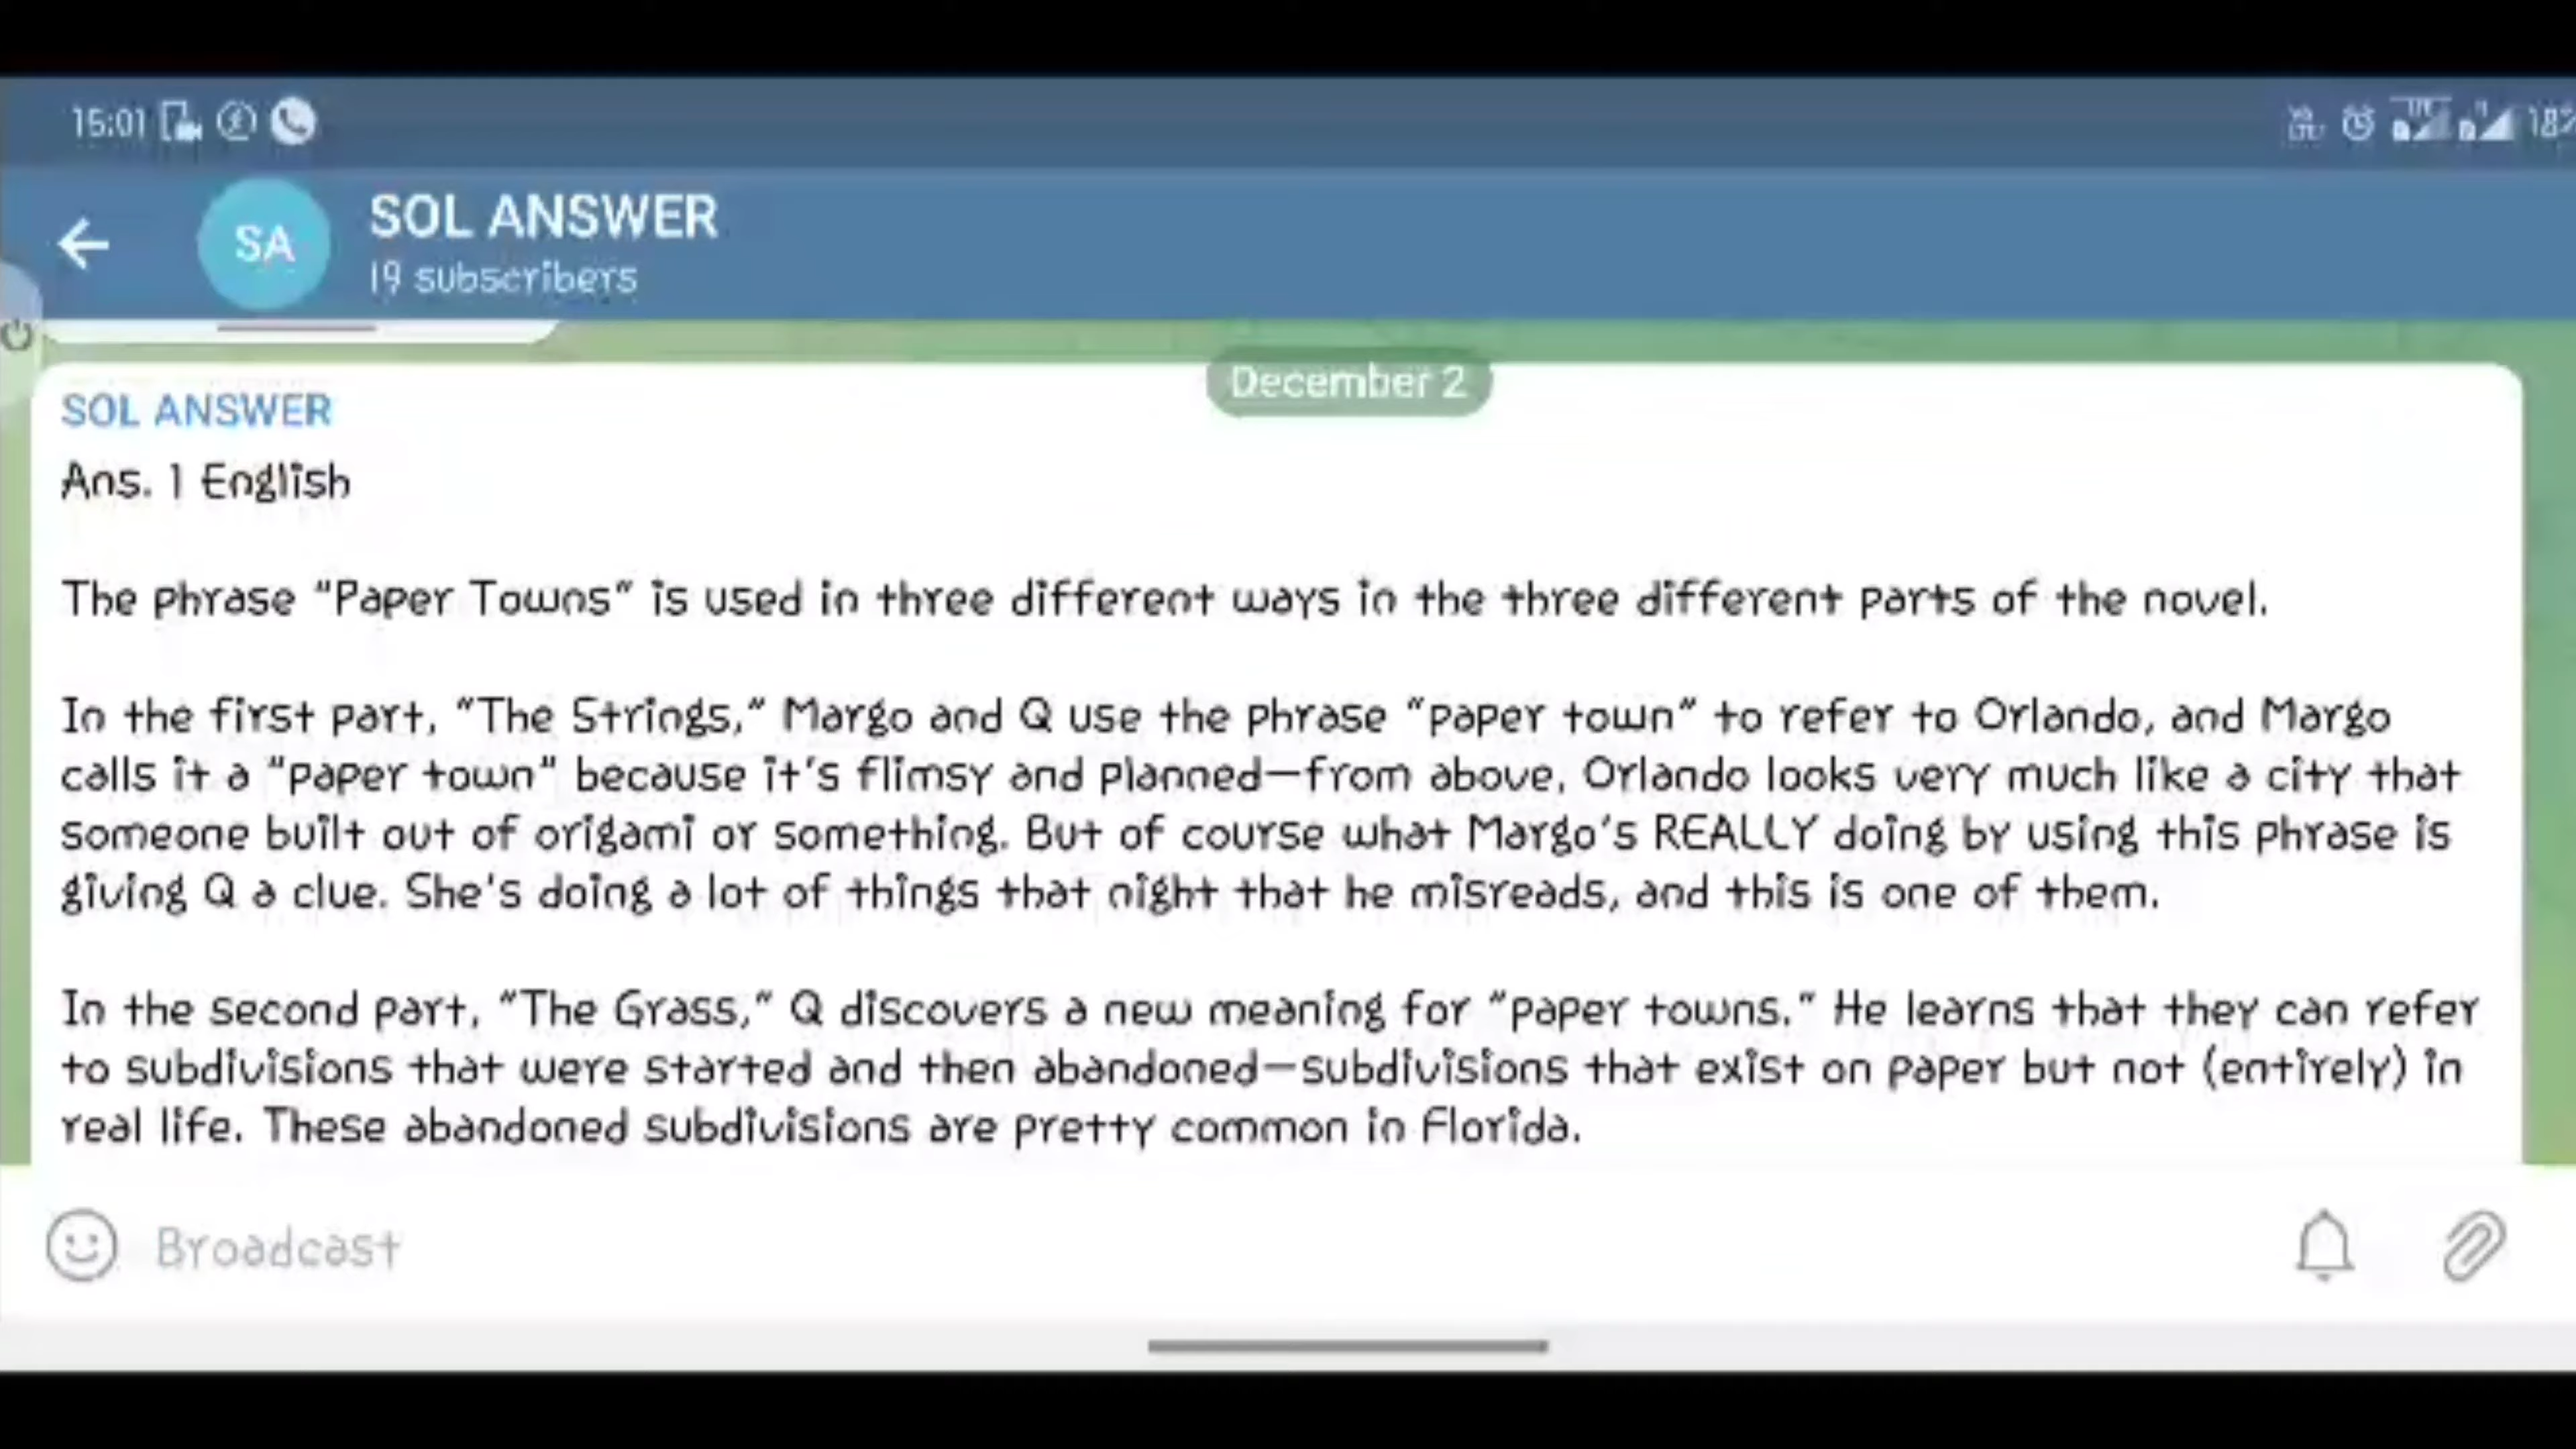 15:01
18%
SOL ANSWER
SA
19 subscribers
December 2
SOL ANSWER
Ans. 1 English
The phrase “Paper Towns” is used in three different ways in the three different parts of the novel.
In the first part, “The Strings,” Margo and Q use the phrase “paper town” to refer to Orlando, and Margo
calls it a “paper town” because it’s flimsy and planned—from above, Orlando looks very much like a city that
someone built out of origami or something. But of course what Margo’s REALLY doing by using this phrase is
giving Q a clue. She’s doing a lot of things that night that he misreads, and this is one of them.
In the second part, “The Grass,” Q discovers a new meaning for “paper towns.” He learns that they can refer
to subdivisions that were started and then abandoned—subdivisions that exist on paper but not (entirely) in
real life. These abandoned subdivisions are pretty common in Florida.
Broadcast